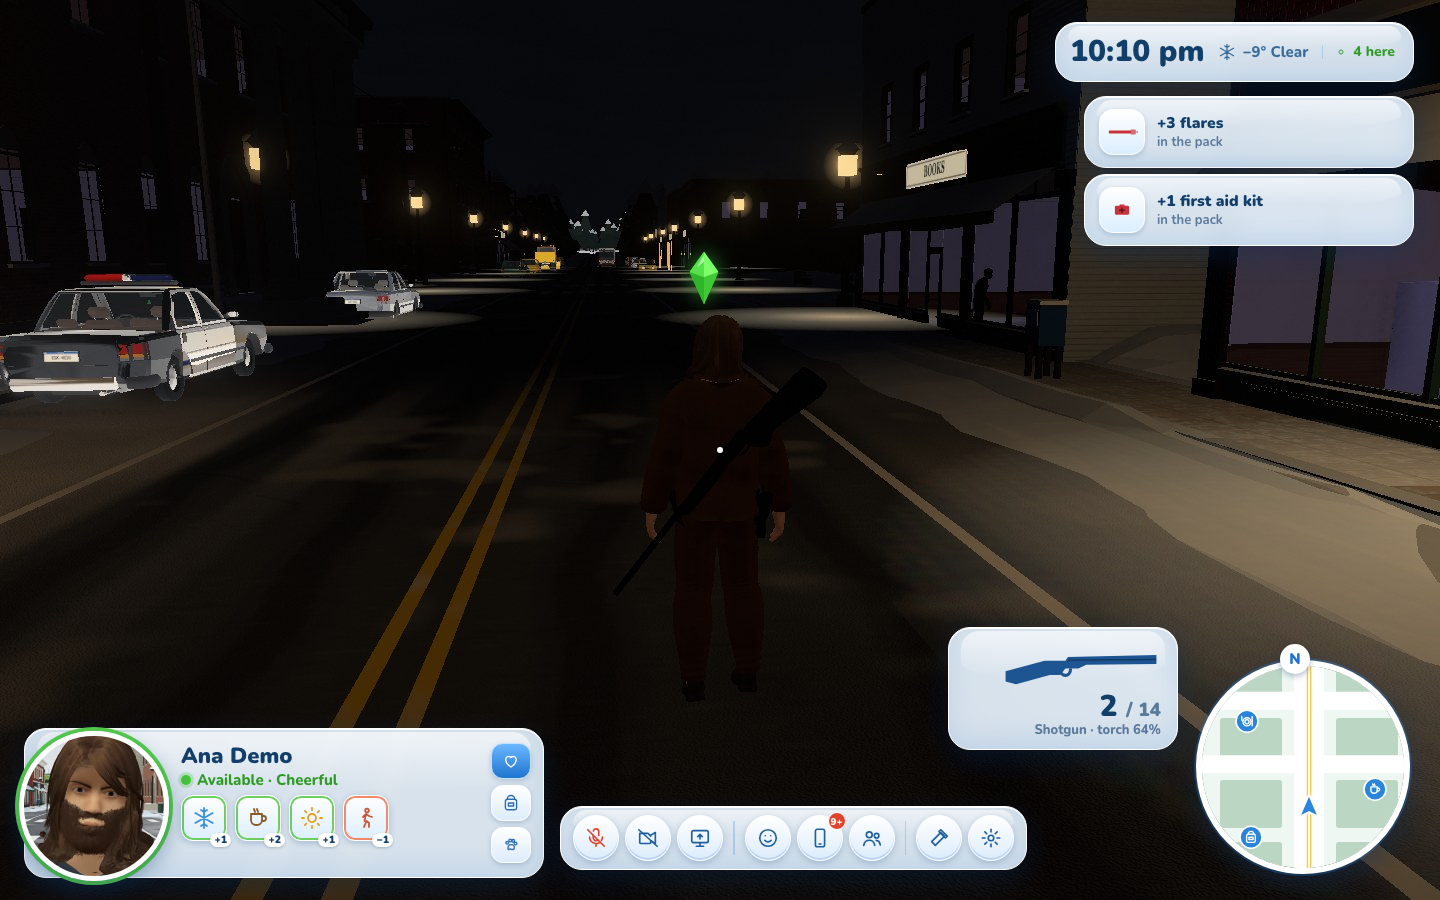 10:10 pm
−9° Clear
4 here
+3 flares
in the pack
+1 first aid kit
in the pack
BOOKS
2 / 14
Shotgun · torch 64%
N
Ana Demo
Available · Cheerful
+1
+2
+1
−1
9+